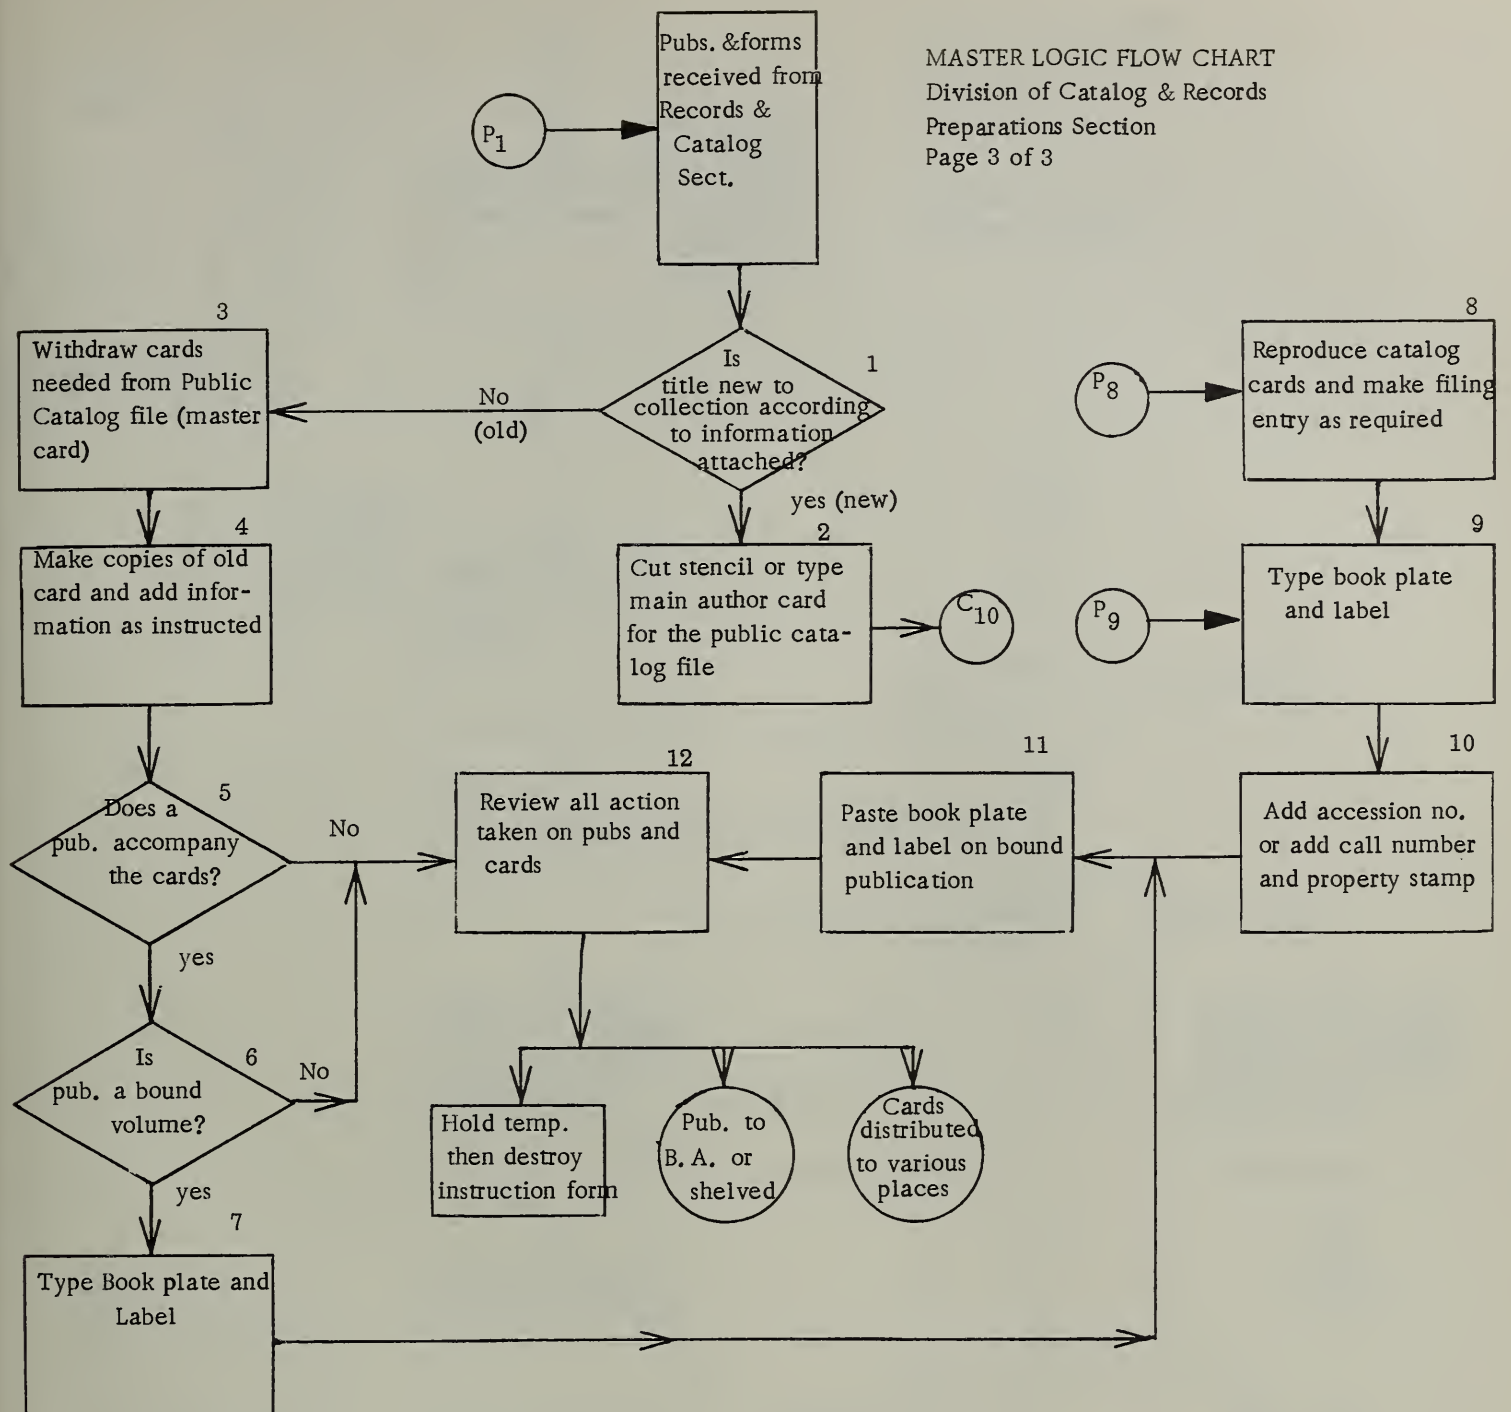 MASTER LOGIC FLOW CHART
Division of Catalog & Records
Preparations Section
Page 3 of 3
P1
Pubs. &forms
received from
Records &
Catalog
Sect.
1
Is
title new to
collection according
to information
attached?
No
(old)
yes (new)
2
Cut stencil or type
main author card
for the public cata-
log file
C10
3
Withdraw cards
needed from Public
Catalog file (master
card)
4
Make copies of old
card and add infor-
mation as instructed
5
Does a
pub. accompany
the cards?
No
yes
6
Is
pub. a bound
volume?
No
yes
7
Type Book plate and
Label
P8
8
Reproduce catalog
cards and make filing
entry as required
P9
9
Type book plate
and label
10
Add accession no.
or add call number
and property stamp
11
Paste book plate
and label on bound
publication
12
Review all action
taken on pubs and
cards
Hold temp.
then destroy
instruction form
Pub. to
B. A. or
shelved
Cards
distributed
to various
places